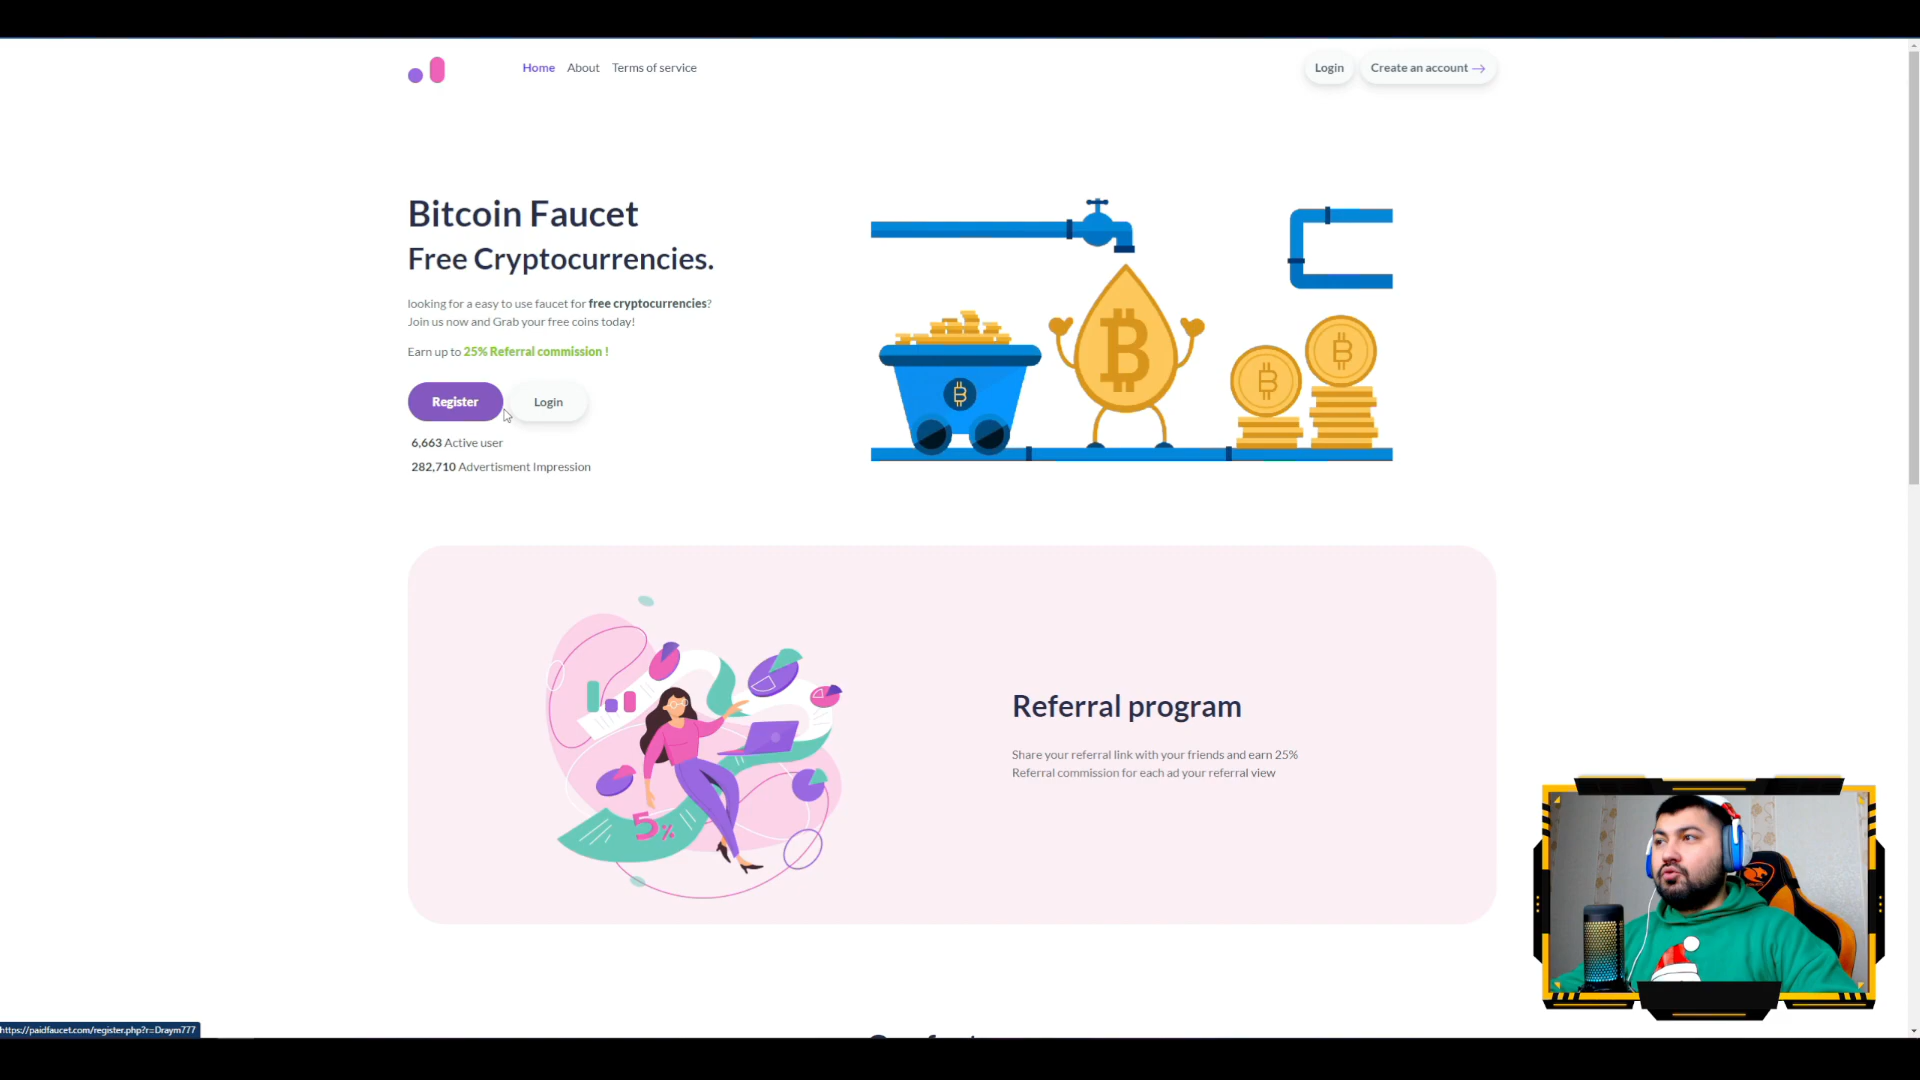 Home About Terms of service
Login Create an account
Bitcoin Faucet
Free Cryptocurrencies.
looking for a easy to use faucet for free cryptocurrencies?
Join us now and Grab your free coins today!
Earn up to 25% Referral commission !
Register Login
6,663 Active user
282,710 Advertisment Impression
5%
Referral program
Share your referral link with your friends and earn 25%
Referral commission for each ad your referral view
https://paidfaucet.com/register.php?r=Draym777